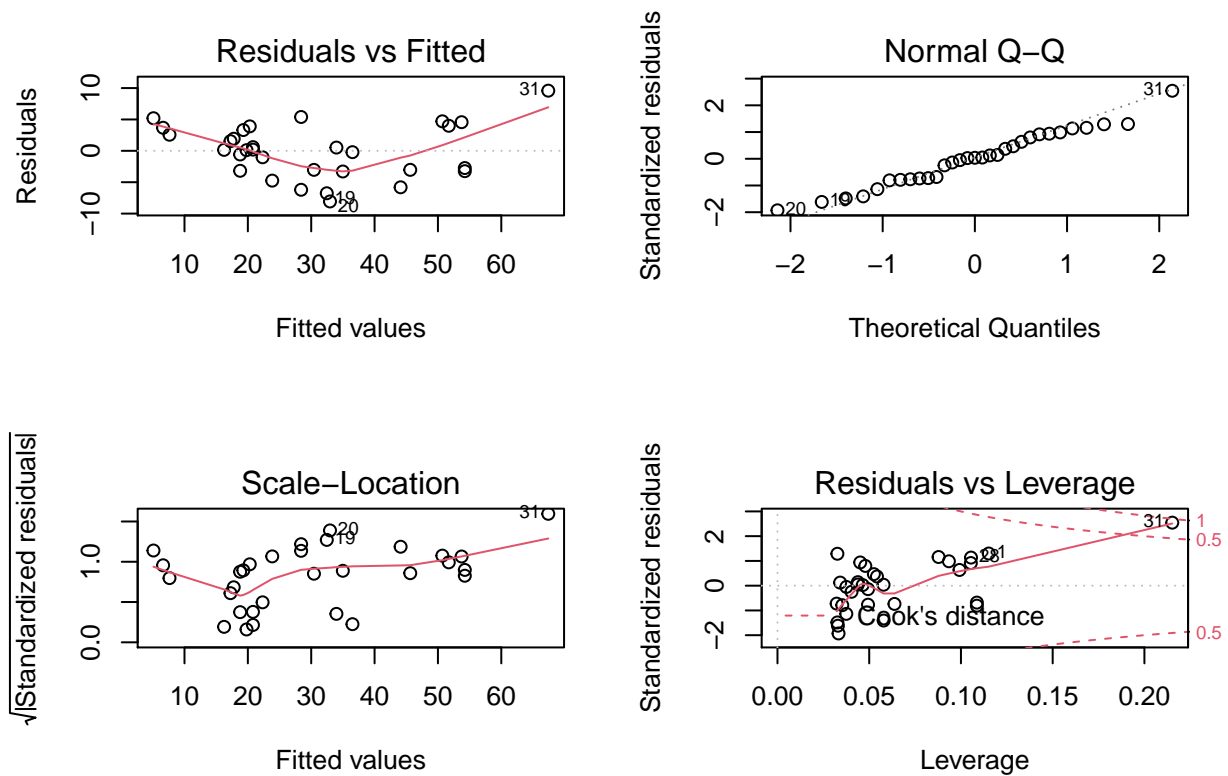 Residuals vs Fitted
Residuals
10
0
−10
31
19
20
10 20 30 40 50 60
Fitted values
Normal Q−Q
Standardized residuals
2
0
−2
31
20
19
−2 −1 0 1 2
Theoretical Quantiles
Scale−Location
√|Standardized residuals|
1.0
0.0
31
20
19
10 20 30 40 50 60
Fitted values
Residuals vs Leverage
Standardized residuals
2
0
−2
31
1
28
1
0.5
0.5
Cook's distance
0.00 0.05 0.10 0.15 0.20
Leverage